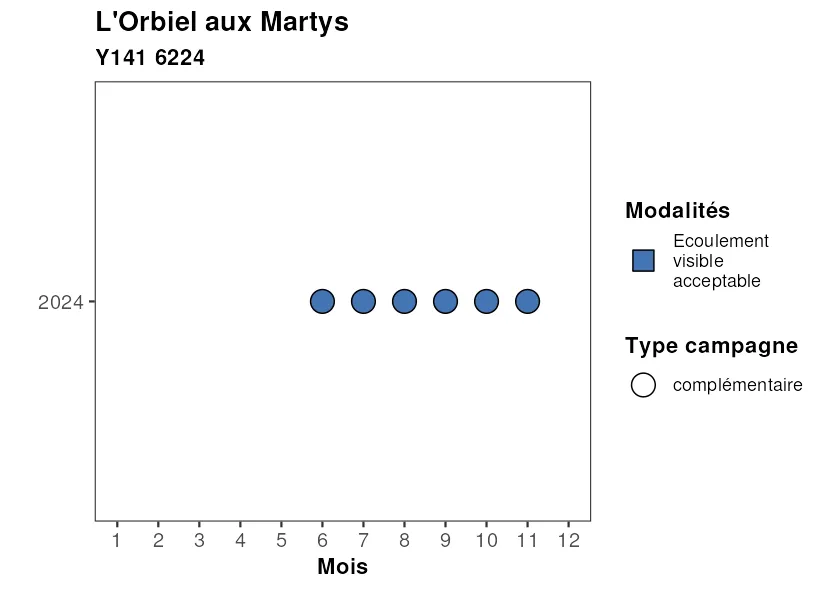 L'Orbiel aux Martys
Y141 6224
2024
1 2 3 4 5 6 7 8 9 10 11 12
Mois
Modalités
Ecoulement
visible
acceptable
Type campagne
complémentaire